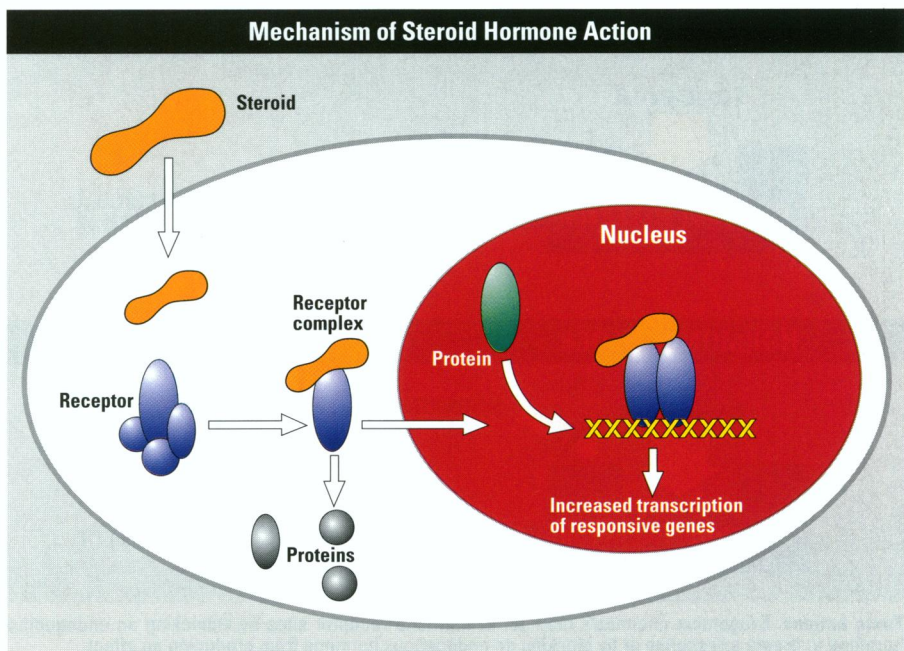 Mechanism of Steroid Hormone Action
Steroid
Nucleus
Receptor
complex
Protein
Receptor
XXXXXXXXX
Increased transcription
of responsive genes
Proteins